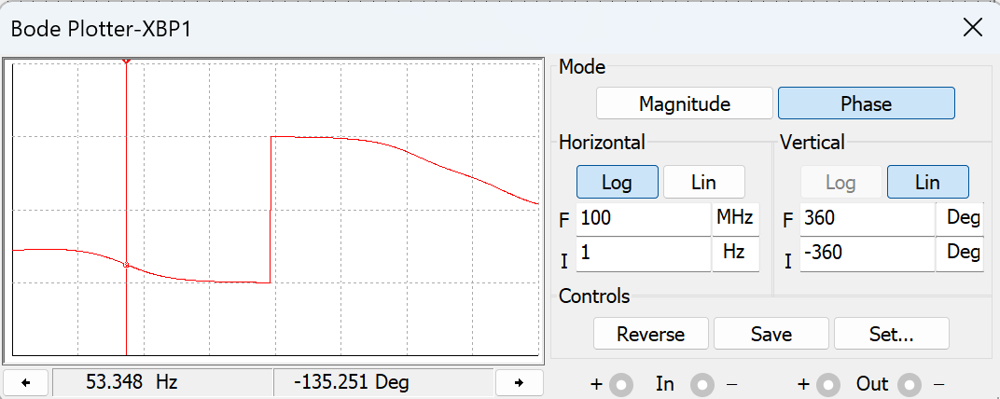 Bode Plotter-XBP1
Mode
Magnitude Phase
Horizontal Vertical
Log Lin Log Lin
F 100 MHz F 360 Deg
I 1 Hz I -360 Deg
Controls
Reverse Save Set...
53.348 Hz -135.251 Deg
+ In − + Out −